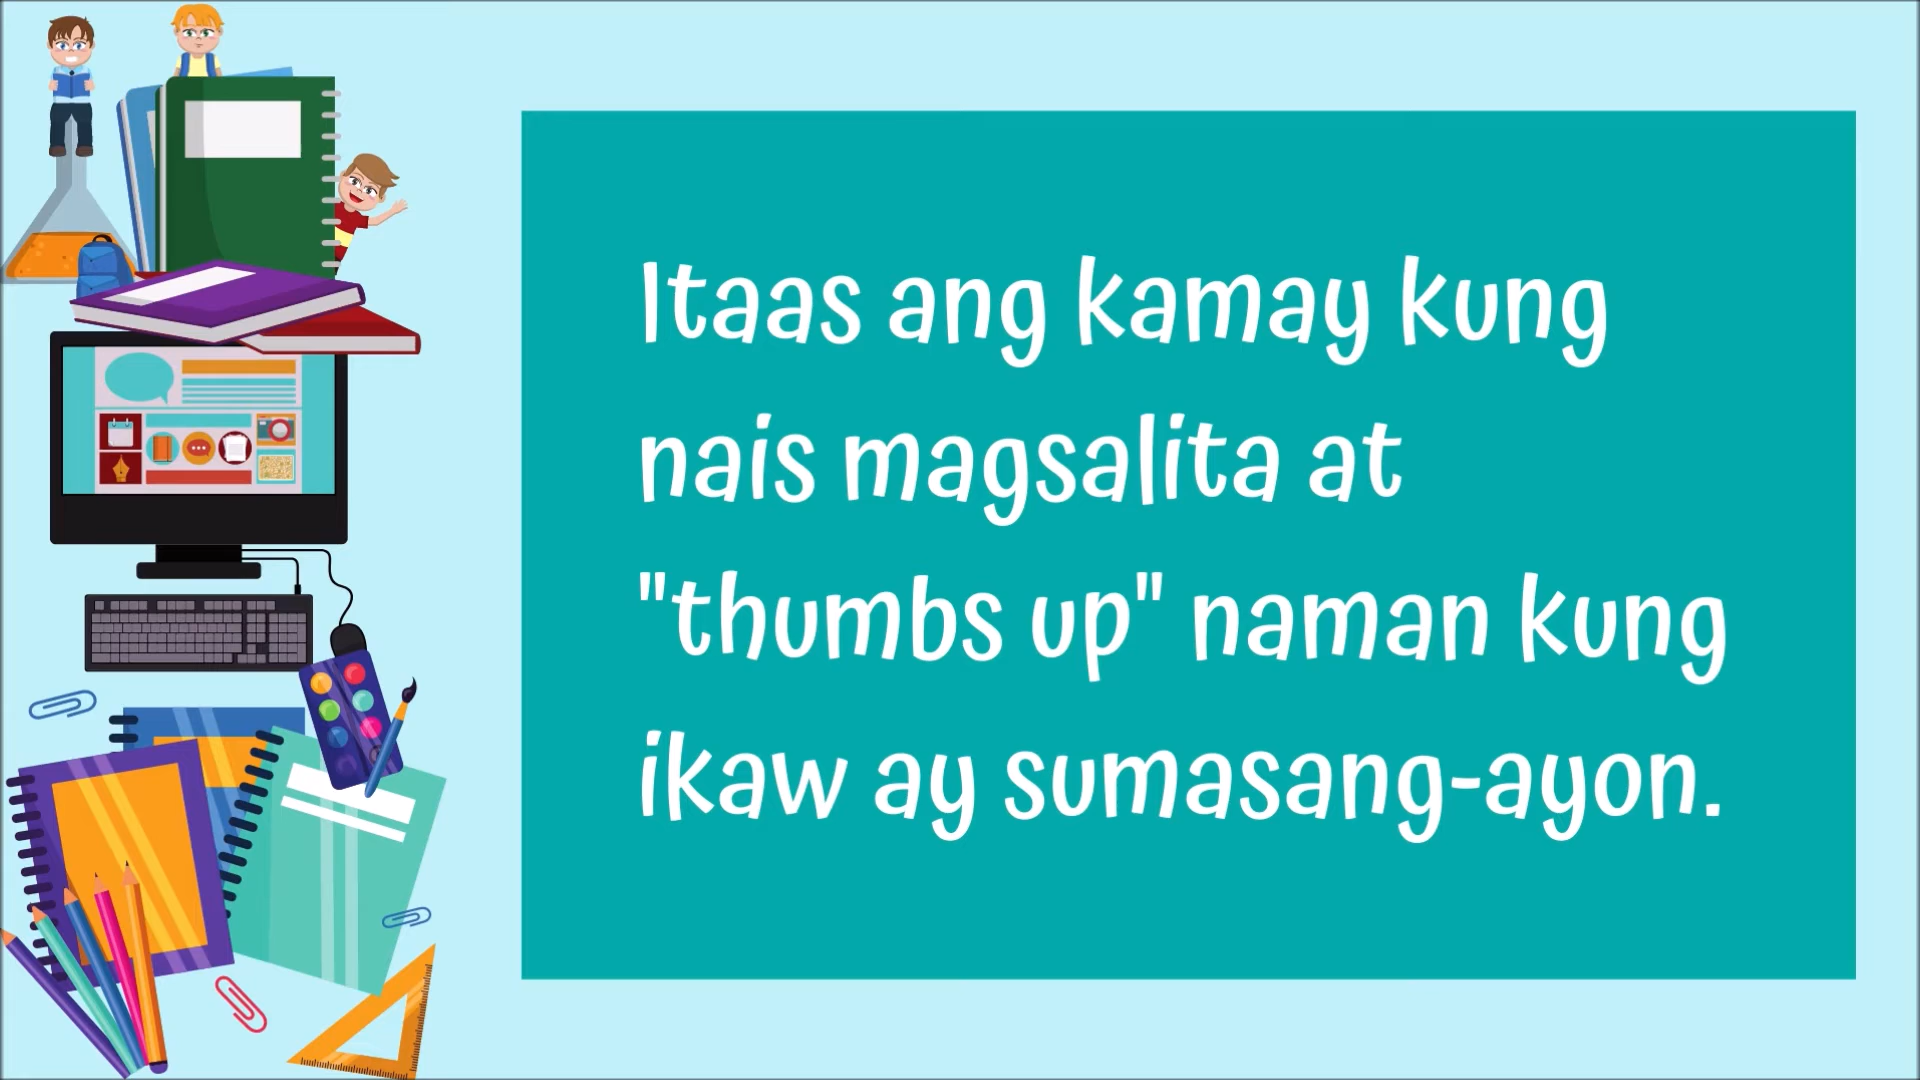 Itaas ang kamay kung
nais magsalita at
"thumbs up" naman kung
ikaw ay sumasang-ayon.